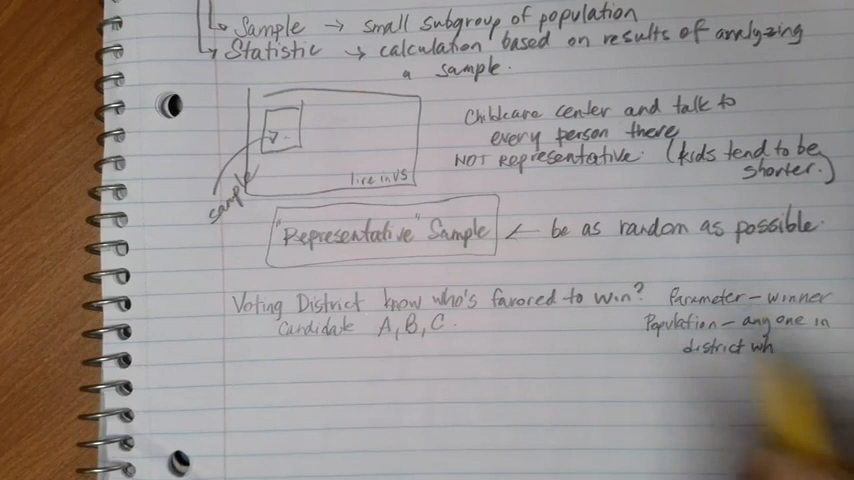 Sample → small subgroup of population
Statistic → calculation based on results of analyzing
a sample.
Childcare center and talk to
every person there
NOT Representative. (kids tend to be
shorter.)
live in US
sample
"Representative" Sample ← be as random as possible.
Voting District know who's favored to win? Parameter - winner
Candidate A, B, C. Population - anyone in
district wh